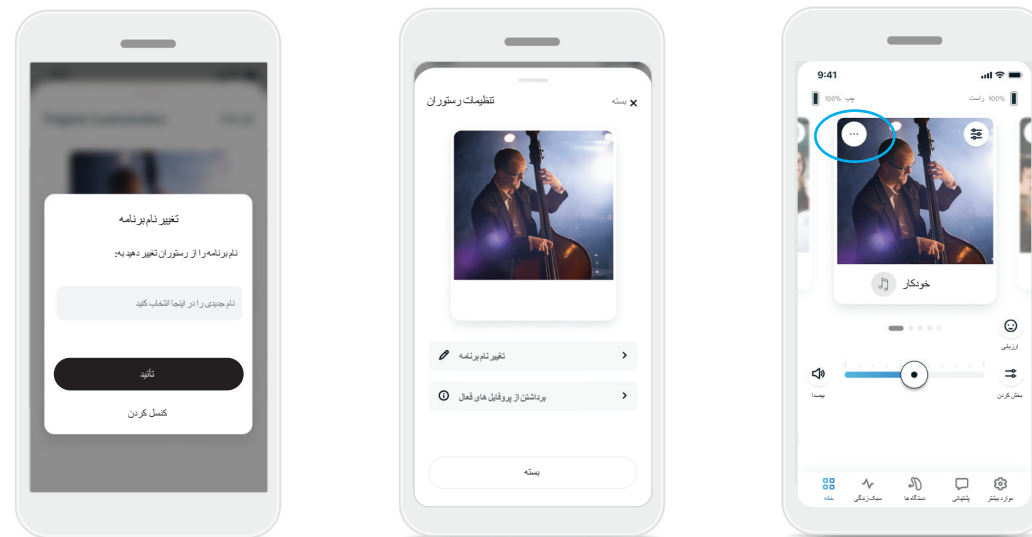 تغییر نام برنامه
نام برنامه را از رستوران تغییر دهید به:
نام جدیدی را در اینجا انتخاب کنید
تأئید
کنسل کردن
تنظیمات رستوران
بسته
تغییر نام برنامه
برداشتن از پروفایل های فعال
بسته
9:41
100% چپ
100% راست
خودکار
ارزیابی
بیصدا
پخش کردن
خانه
سبک زندگی
دستگاه ها
پشتیبانی
موارد بیشتر